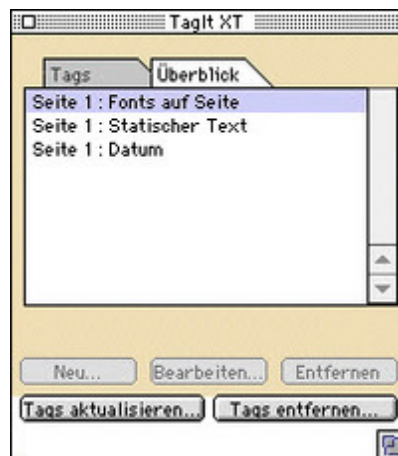 TagIt XT
Tags Überblick
Seite 1 : Fonts auf Seite
Seite 1 : Statischer Text
Seite 1 : Datum
Neu... Bearbeiten... Entfernen
Tags aktualisieren... Tags entfernen...